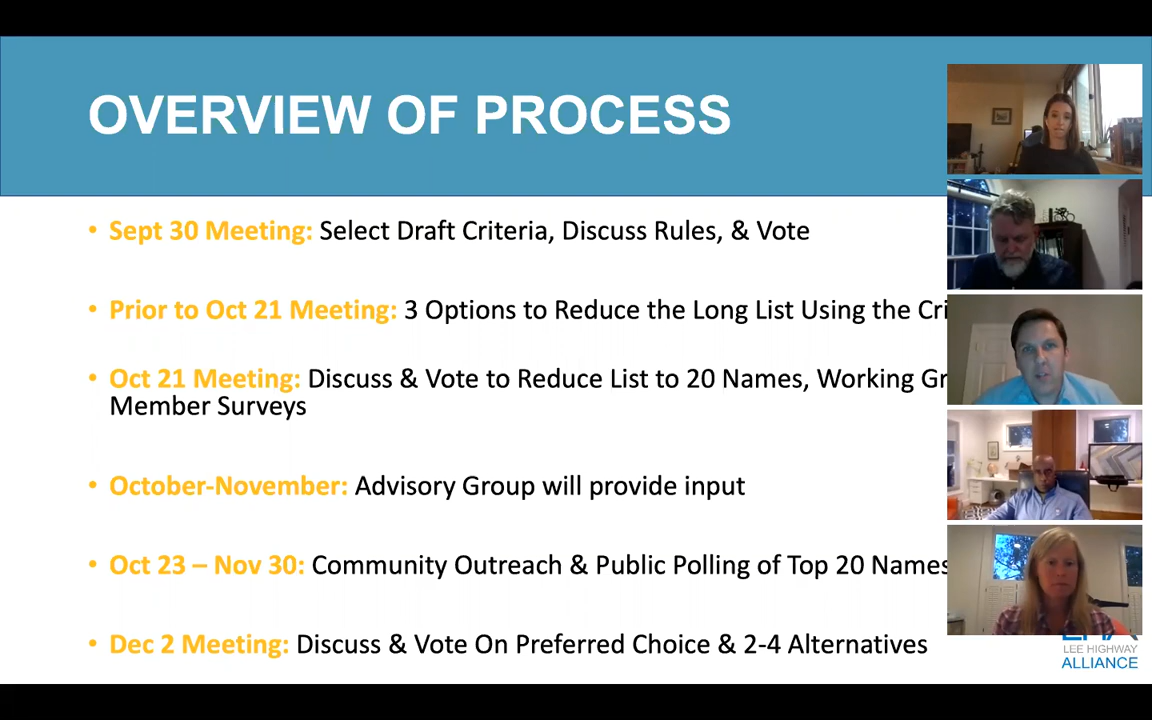 OVERVIEW OF PROCESS
• Sept 30 Meeting: Select Draft Criteria, Discuss Rules, & Vote
• Prior to Oct 21 Meeting: 3 Options to Reduce the Long List Using the
• Oct 21 Meeting: Discuss & Vote to Reduce List to 20 Names, Working
Member Surveys
• October-November: Advisory Group will provide input
• Oct 23 – Nov 30: Community Outreach & Public Polling of Top 20 Names
• Dec 2 Meeting: Discuss & Vote On Preferred Choice & 2-4 Alternatives
LEE HIGHWAY
ALLIANCE